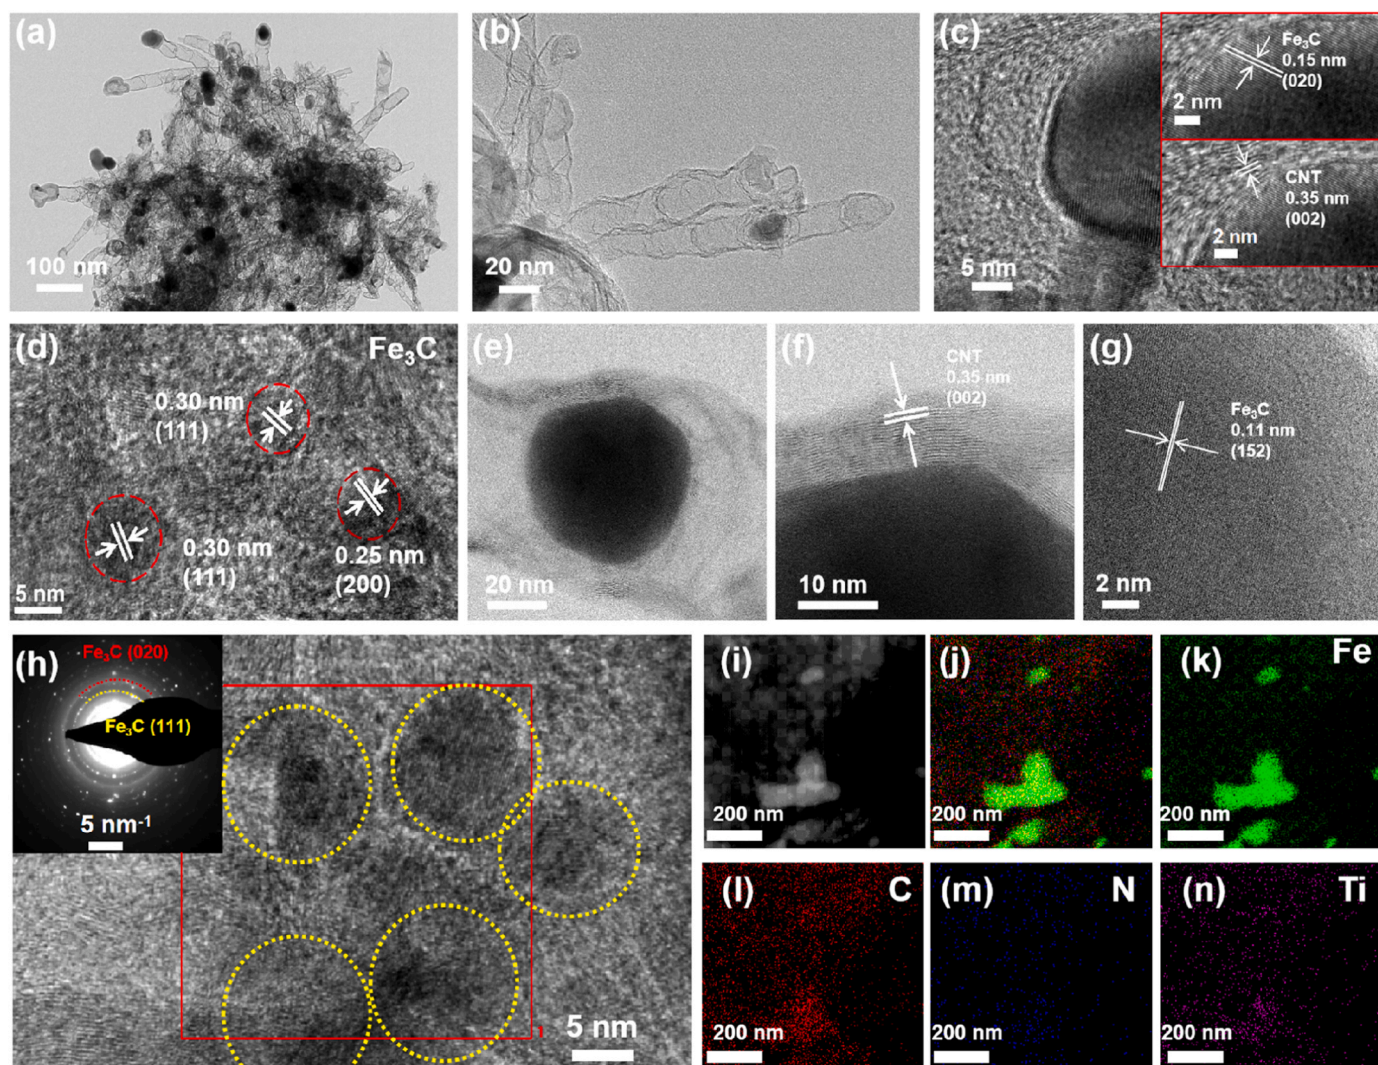 (a)
100 nm
(b)
20 nm
(c)
5 nm
Fe₃C
0.15 nm
(020)
2 nm
CNT
0.35 nm
(002)
2 nm
(d)
Fe₃C
0.30 nm
(111)
0.30 nm
(111)
0.25 nm
(200)
5 nm
(e)
20 nm
(f)
CNT
0.35 nm
(002)
10 nm
(g)
Fe₃C
0.11 nm
(152)
2 nm
(h)
Fe₃C (020)
Fe₃C (111)
5 nm⁻¹
1
5 nm
(i)
200 nm
(j)
200 nm
(k)
Fe
200 nm
(l)
C
200 nm
(m)
N
200 nm
(n)
Ti
200 nm